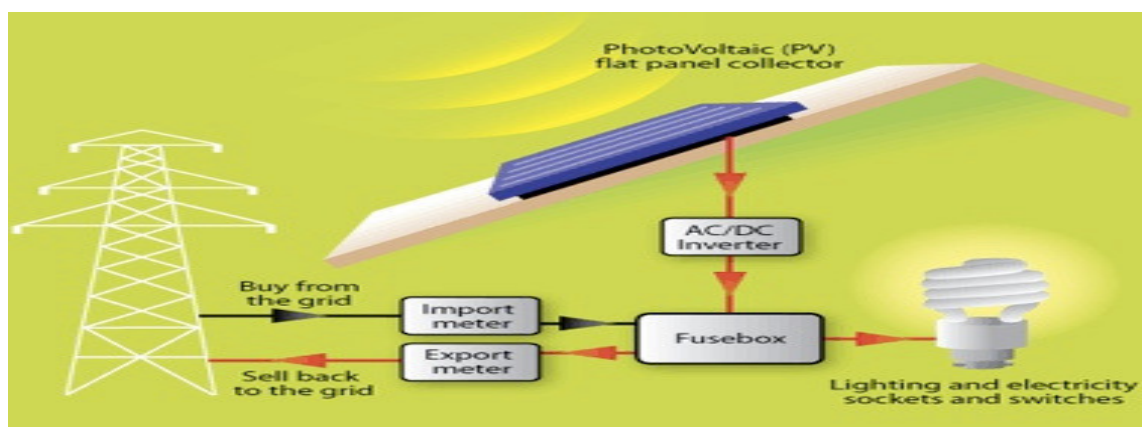 PhotoVoltaic (PV)
flat panel collector
AC/DC
Inverter
Buy from
the grid
Import
meter
Fusebox
Export
meter
Sell back
to the grid
Lighting and electricity
sockets and switches